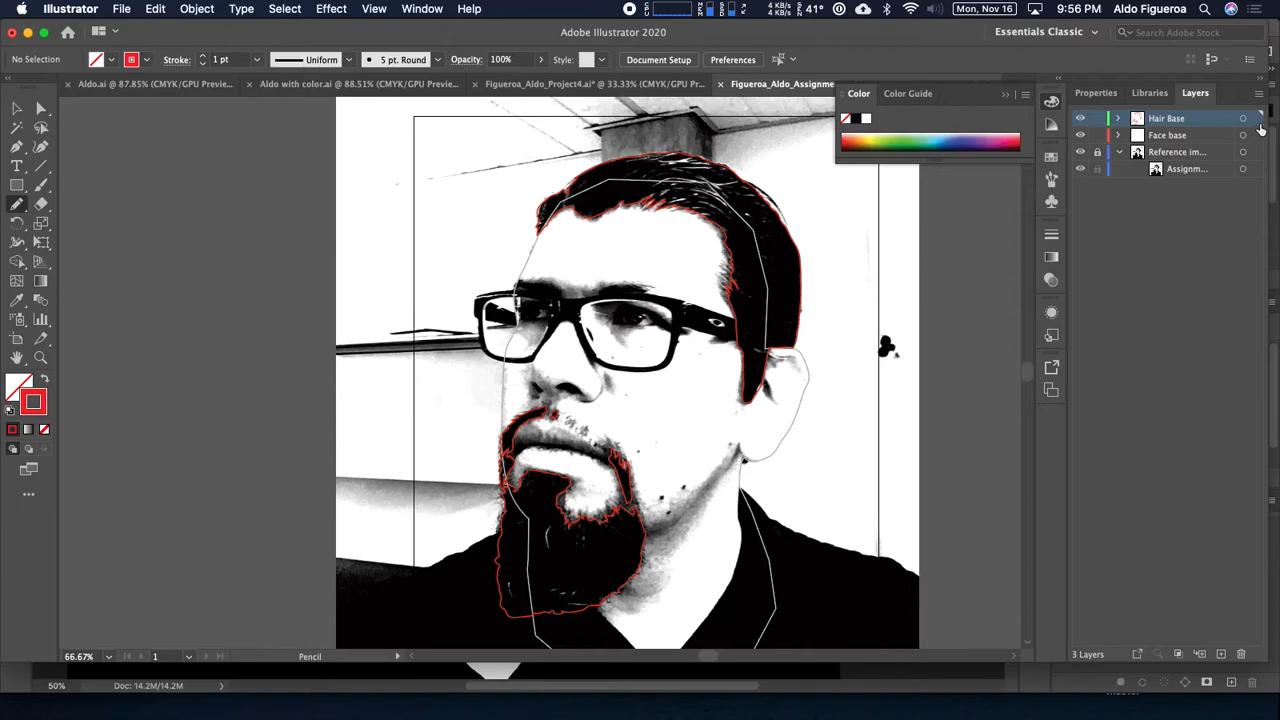 Illustrator File Edit Object Type Select Effect View Window Help 4 KB/s 4 KB/s 41° Mon, Nov 16 9:56 PM Aldo Figueroa
Adobe Illustrator 2020 Essentials Classic Search Adobe Stock
No Selection Stroke: 1 pt Uniform 5 pt. Round Opacity: 100% Style: Document Setup Preferences
Aldo.ai @ 87.85% (CMYK/GPU Previe... Aldo with color.ai @ 88.51% (CMYK/GPU Previe... Figueroa_Aldo_Project4.ai* @ 33.33% (CMYK/GPU Pr... Figueroa_Aldo_Assignme
Color Color Guide Properties Libraries Layers
Hair Base
Face base
Reference im...
Assignm...
66.67% 1 Pencil 3 Layers
50% Doc: 14.2M/14.2M